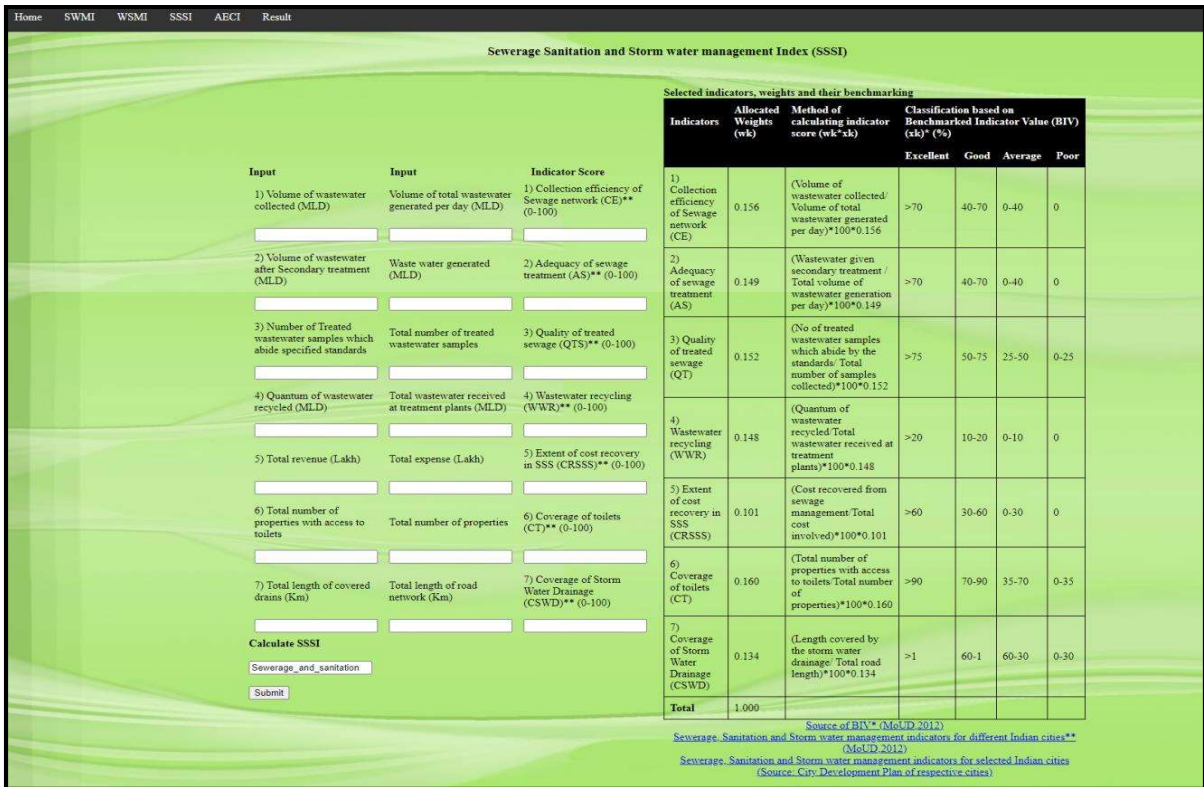 Home SWMI WSMI SSSI AECI Result
Sewerage Sanitation and Storm water management Index (SSSI)
Input Input Indicator Score
1) Volume of wastewater collected (MLD)
Volume of total wastewater generated per day (MLD)
1) Collection efficiency of Sewage network (CE)** (0-100)
2) Volume of wastewater after Secondary treatment (MLD)
Waste water generated (MLD)
2) Adequacy of sewage treatment (AS)** (0-100)
3) Number of Treated wastewater samples which abide specified standards
Total number of treated wastewater samples
3) Quality of treated sewage (QTS)** (0-100)
4) Quantum of wastewater recycled (MLD)
Total wastewater received at treatment plants (MLD)
4) Wastewater recycling (WWR)** (0-100)
5) Total revenue (Lakh)
Total expense (Lakh)
5) Extent of cost recovery in SSS (CRSSS)** (0-100)
6) Total number of properties with access to toilets
Total number of properties
6) Coverage of toilets (CT)** (0-100)
7) Total length of covered drains (Km)
Total length of road network (Km)
7) Coverage of Storm Water Drainage (CSWD)** (0-100)
Calculate SSSI
Sewerage_and_sanitation
Submit
Selected indicators, weights and their benchmarking
Indicators
Allocated Weights (wk)
Method of calculating indicator score (wk*xk)
Classification based on Benchmarked Indicator Value (BIV) (xk)* (%)
Excellent Good Average Poor
1) Collection efficiency of Sewage network (CE)
0.156
(Volume of wastewater collected/ Volume of total wastewater generated per day)*100*0.156
>70 40-70 0-40 0
2) Adequacy of sewage treatment (AS)
0.149
(Wastewater given secondary treatment / Total volume of wastewater generation per day)*100*0.149
>70 40-70 0-40 0
3) Quality of treated sewage (QT)
0.152
(No of treated wastewater samples which abide by the standards/ Total number of samples collected)*100*0.152
>75 50-75 25-50 0-25
4) Wastewater recycling (WWR)
0.148
(Quantum of wastewater recycled/Total wastewater received at treatment plants)*100*0.148
>20 10-20 0-10 0
5) Extent of cost recovery in SSS (CRSSS)
0.101
(Cost recovered from sewage management/Total cost involved)*100*0.101
>60 30-60 0-30 0
6) Coverage of toilets (CT)
0.160
(Total number of properties with access to toilets/Total number of properties)*100*0.160
>90 70-90 35-70 0-35
7) Coverage of Storm Water Drainage (CSWD)
0.134
(Length covered by the storm water drainage/ Total road length)*100*0.134
>1 60-1 60-30 0-30
Total 1.000
Source of BIV* (MoUD,2012)
Sewerage, Sanitation and Storm water management indicators for different Indian cities**
(MoUD,2012)
Sewerage, Sanitation and Storm water management indicators for selected Indian cities
(Source: City Development Plan of respective cities)